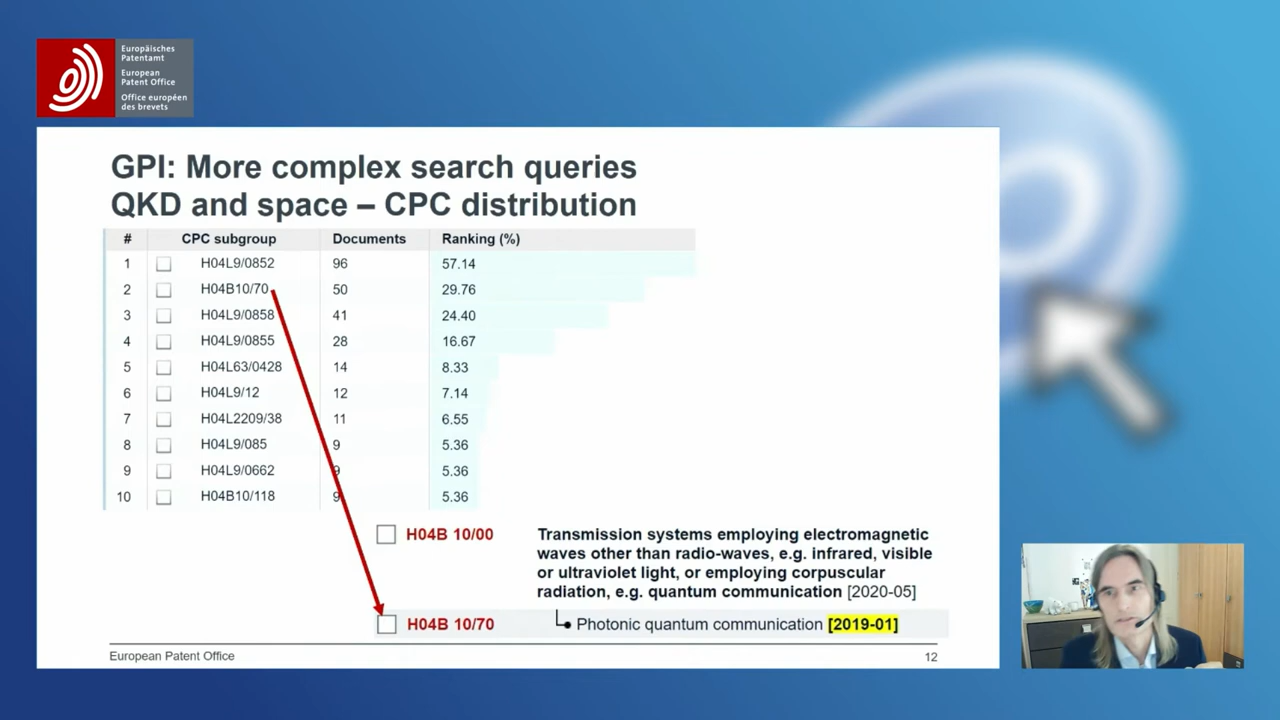 Europäisches
Patentamt
European
Patent Office
Office européen
des brevets
GPI: More complex search queries
QKD and space – CPC distribution
# CPC subgroup Documents Ranking (%)
1 H04L9/0852 96 57.14
2 H04B10/70 50 29.76
3 H04L9/0858 41 24.40
4 H04L9/0855 28 16.67
5 H04L63/0428 14 8.33
6 H04L9/12 12 7.14
7 H04L2209/38 11 6.55
8 H04L9/085 9 5.36
9 H04L9/0662 9 5.36
10 H04B10/118 9 5.36
H04B 10/00 Transmission systems employing electromagnetic
waves other than radio-waves, e.g. infrared, visible
or ultraviolet light, or employing corpuscular
radiation, e.g. quantum communication [2020-05]
H04B 10/70 Photonic quantum communication [2019-01]
European Patent Office 12